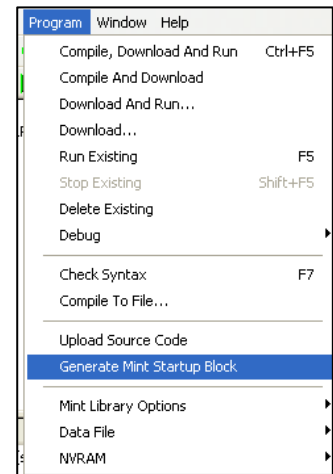 Program Window Help
Compile, Download And Run Ctrl+F5
Compile And Download
Download And Run...
Download...
Run Existing F5
Stop Existing Shift+F5
Delete Existing
Debug
Check Syntax F7
Compile To File...
Upload Source Code
Generate Mint Startup Block
Mint Library Options
Data File
NVRAM